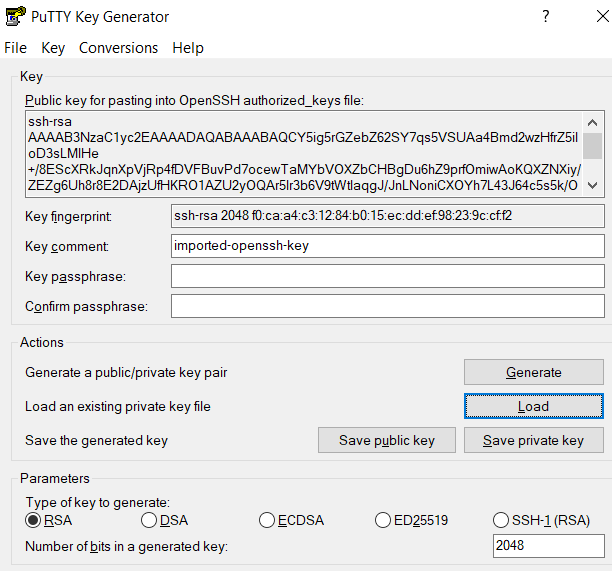 PuTTY Key Generator
File Key Conversions Help
Key
Public key for pasting into OpenSSH authorized_keys file:
ssh-rsa
AAAAB3NzaC1yc2EAAAADAQABAAABAQCY5ig5rGZebZ62SY7qs5VSUAa4Bmd2wzHfrZ5il
oD3sLMlHe
+/8EScXRkJqnXpVjRp4fDVFBuvPd7ocewTaMYbVOXZbCHBgDu6hZ9prfOmiwAoKQXZNXiy/
ZEZg6Uh8r8E2DAjzUfHKRO1AZU2yOQAr5lr3b6V9tWtlaqgJ/JnLNoniCXOYh7L43J64c5s5k/O
Key fingerprint: ssh-rsa 2048 f0:ca:a4:c3:12:84:b0:15:ec:dd:ef:98:23:9c:cf:f2
Key comment: imported-openssh-key
Key passphrase:
Confirm passphrase:
Actions
Generate a public/private key pair Generate
Load an existing private key file Load
Save the generated key Save public key Save private key
Parameters
Type of key to generate:
RSA DSA ECDSA ED25519 SSH-1 (RSA)
Number of bits in a generated key: 2048